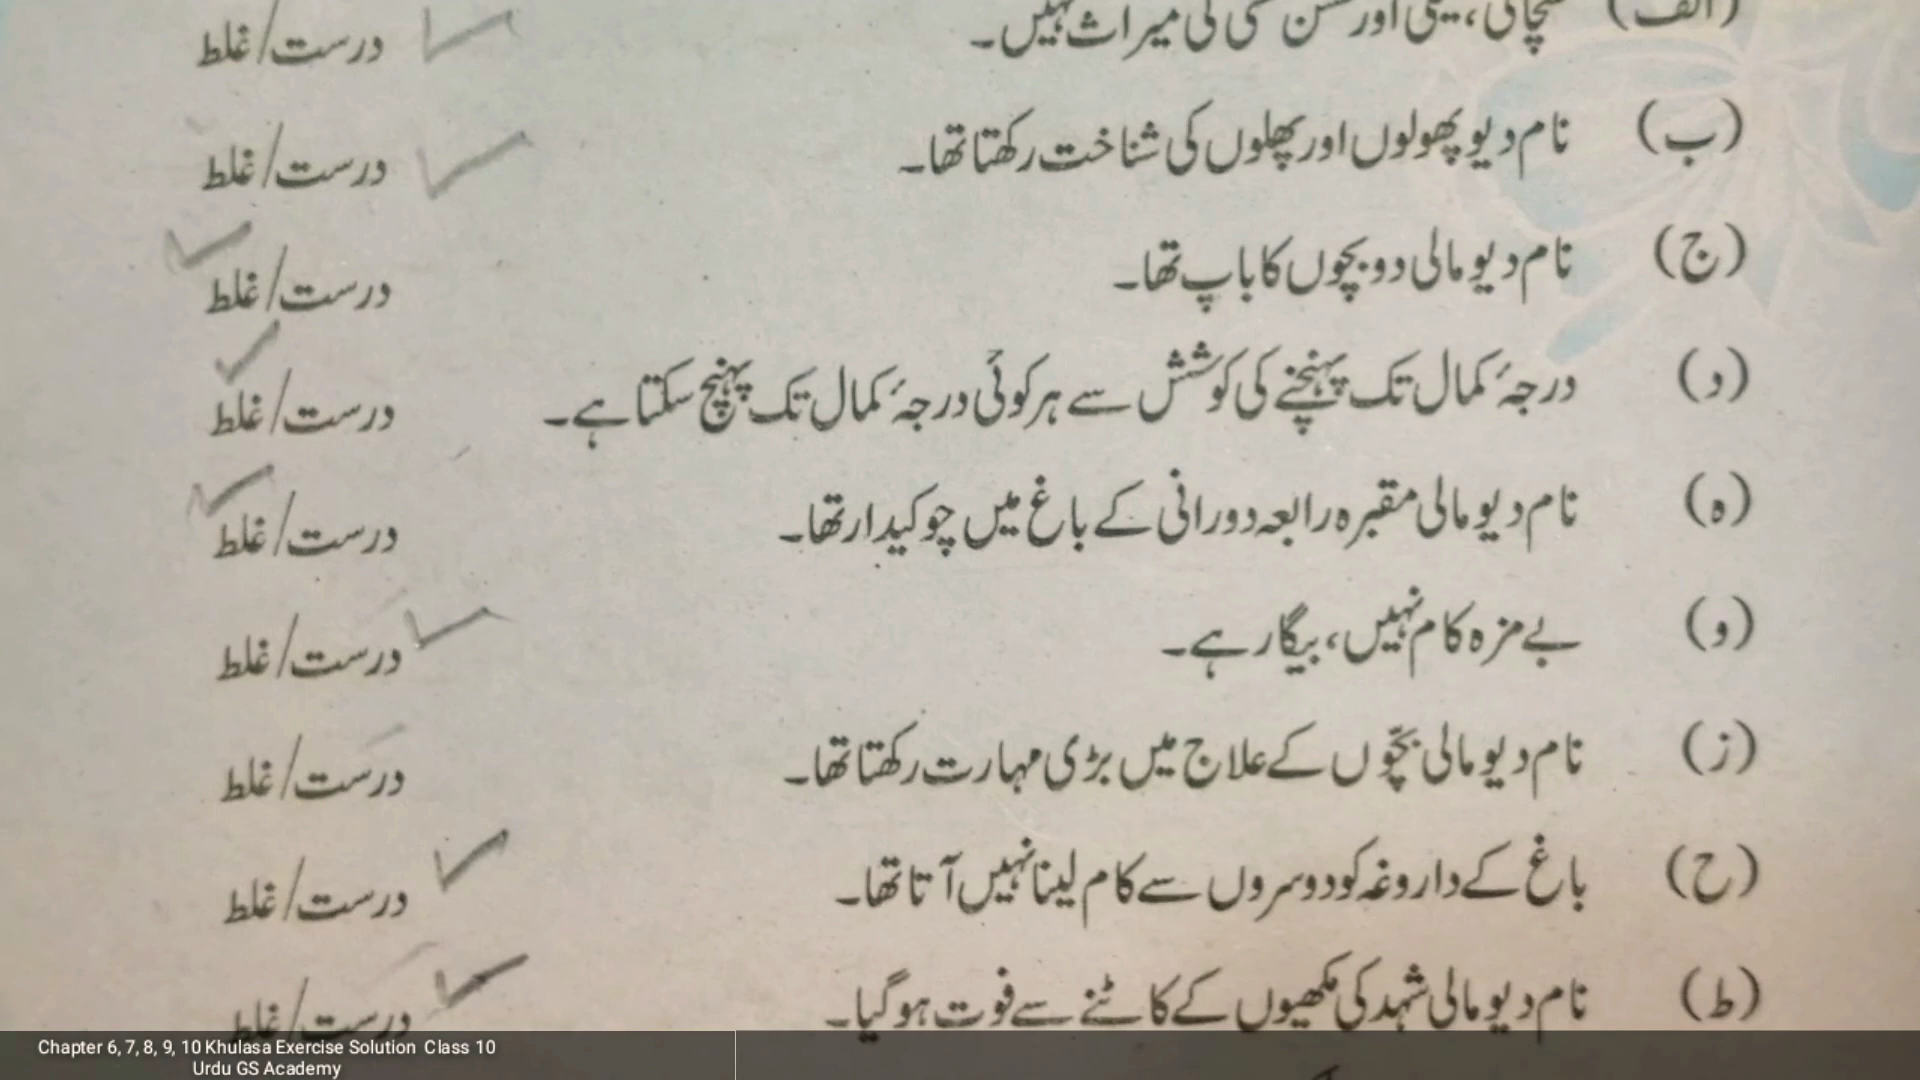 (الف) سچائی، نیکی اور حسن کسی کی میراث نہیں۔ درست/غلط
(ب) نام دیو پھولوں اور پھلوں کی شناخت رکھتا تھا۔ درست/غلط
(ج) نام دیو مالی دو بچوں کا باپ تھا۔ درست/غلط
(د) درجۂ کمال تک پہنچنے کی کوشش سے ہر کوئی درجۂ کمال تک پہنچ سکتا ہے۔ درست/غلط
(ہ) نام دیو مالی مقبرہ رابعہ دورانی کے باغ میں چوکیدار تھا۔ درست/غلط
(و) بے مزہ کام نہیں، بیگار ہے۔ درست/غلط
(ز) نام دیو مالی بچّوں کے علاج میں بڑی مہارت رکھتا تھا۔ درست/غلط
(ح) باغ کے داروغہ کو دوسروں سے کام لینا نہیں آتا تھا۔ درست/غلط
(ط) نام دیو مالی شہد کی مکھیوں کے کاٹنے سے فوت ہو گیا۔ درست/غلط
Chapter 6, 7, 8, 9, 10 Khulasa Exercise Solution Class 10
Urdu GS Academy